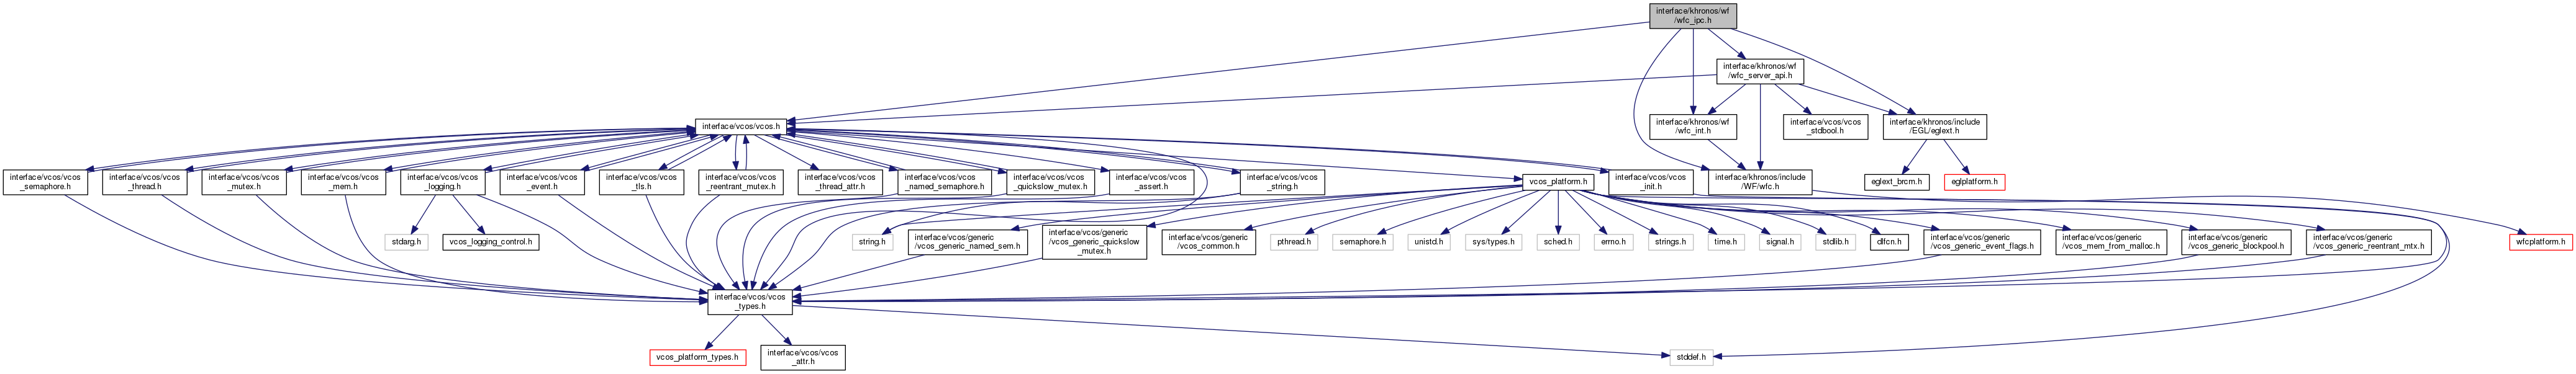 interface/khronos/wf
/wfc_ipc.h
interface/khronos/wf
/wfc_server_api.h
interface/vcos/vcos.h
interface/khronos/wf
/wfc_int.h
interface/vcos/vcos
_stdbool.h
interface/khronos/include
/EGL/eglext.h
interface/vcos/vcos
_semaphore.h
interface/vcos/vcos
_thread.h
interface/vcos/vcos
_mutex.h
interface/vcos/vcos
_mem.h
interface/vcos/vcos
_logging.h
interface/vcos/vcos
_event.h
interface/vcos/vcos
_tls.h
interface/vcos/vcos
_reentrant_mutex.h
interface/vcos/vcos
_thread_attr.h
interface/vcos/vcos
_named_semaphore.h
interface/vcos/vcos
_quickslow_mutex.h
interface/vcos/vcos
_assert.h
interface/vcos/vcos
_string.h
vcos_platform.h
interface/vcos/vcos
_init.h
interface/khronos/include
/WF/wfc.h
eglext_brcm.h
eglplatform.h
stdarg.h
vcos_logging_control.h
string.h
interface/vcos/generic
/vcos_generic_named_sem.h
interface/vcos/generic
/vcos_generic_quickslow
_mutex.h
interface/vcos/generic
/vcos_common.h
pthread.h
semaphore.h
unistd.h
sys/types.h
sched.h
errno.h
strings.h
time.h
signal.h
stdlib.h
dlfcn.h
interface/vcos/generic
/vcos_generic_event_flags.h
interface/vcos/generic
/vcos_mem_from_malloc.h
interface/vcos/generic
/vcos_generic_blockpool.h
interface/vcos/generic
/vcos_generic_reentrant_mtx.h
wfcplatform.h
interface/vcos/vcos
_types.h
vcos_platform_types.h
interface/vcos/vcos
_attr.h
stddef.h